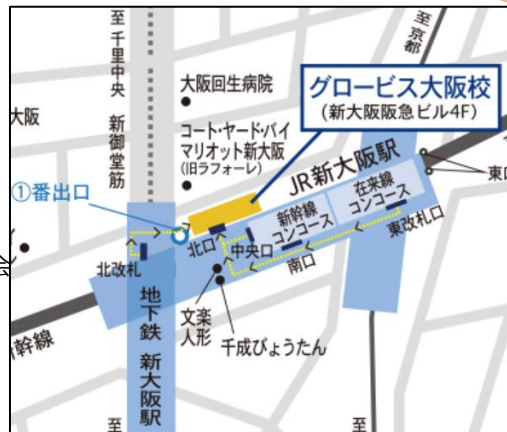 至
千里中央
新御堂筋
至
京都
大阪回生病院
グロービス大阪校
(新大阪阪急ビル4F)
大阪
コート・ヤード・バイ
マリオット新大阪
(旧ラフォーレ)
JR新大阪駅
東口
①番出口
在来線
コンコース
新幹線
コンコース
北口
中央口
東改札口
会
北改札
南口
文楽
人形
千成びょうたん
新幹線
地下鉄 新大阪駅
至
至